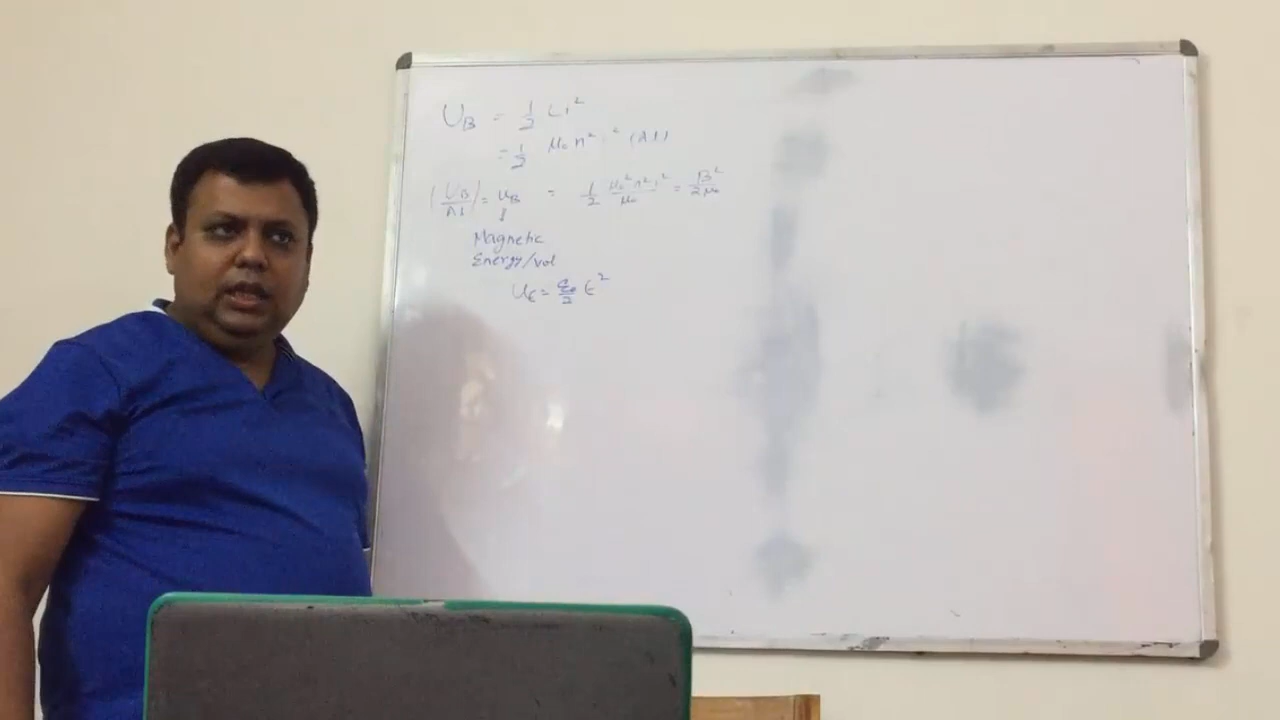 U_B = 1/2 Li²
= 1/2 μ₀ n² i² (Al)
(U_B/Al) = u_B = 1/2 μ₀² n² i²/μ₀ = B²/2μ₀
↓
Magnetic
Energy/vol
U_E = ε₀/2 E²